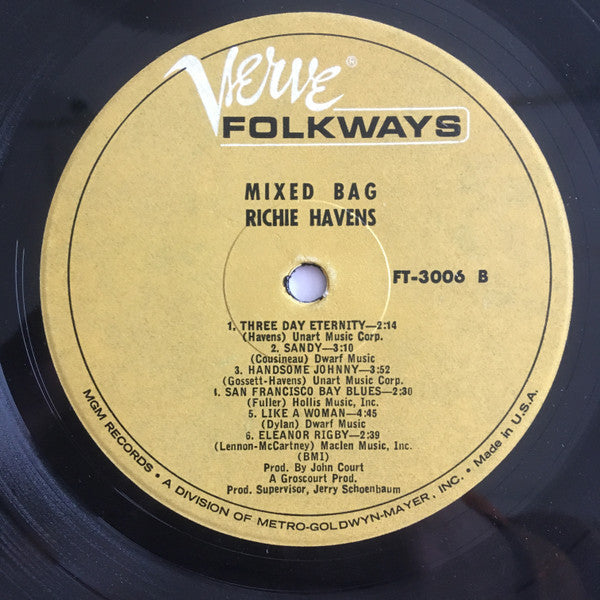 Verve®
FOLKWAYS
MIXED BAG
RICHIE HAVENS
FT-3006 B
1. THREE DAY ETERNITY—2:14
(Havens) Unart Music Corp.
2. SANDY—3:10
(Cousineau) Dwarf Music
3. HANDSOME JOHNNY—3:52
(Gossett-Havens) Unart Music Corp.
4. SAN FRANCISCO BAY BLUES—2:30
(Fuller) Hollis Music, Inc.
5. LIKE A WOMAN—4:45
(Dylan) Dwarf Music
6. ELEANOR RIGBY—2:39
(Lennon-McCartney) Maclen Music, Inc.
(BMI)
Prod. By John Court
A Groscourt Prod.
Prod. Supervisor, Jerry Schoenbaum
MGM RECORDS • A DIVISION OF METRO-GOLDWYN-MAYER, INC. • Made in U.S.A.